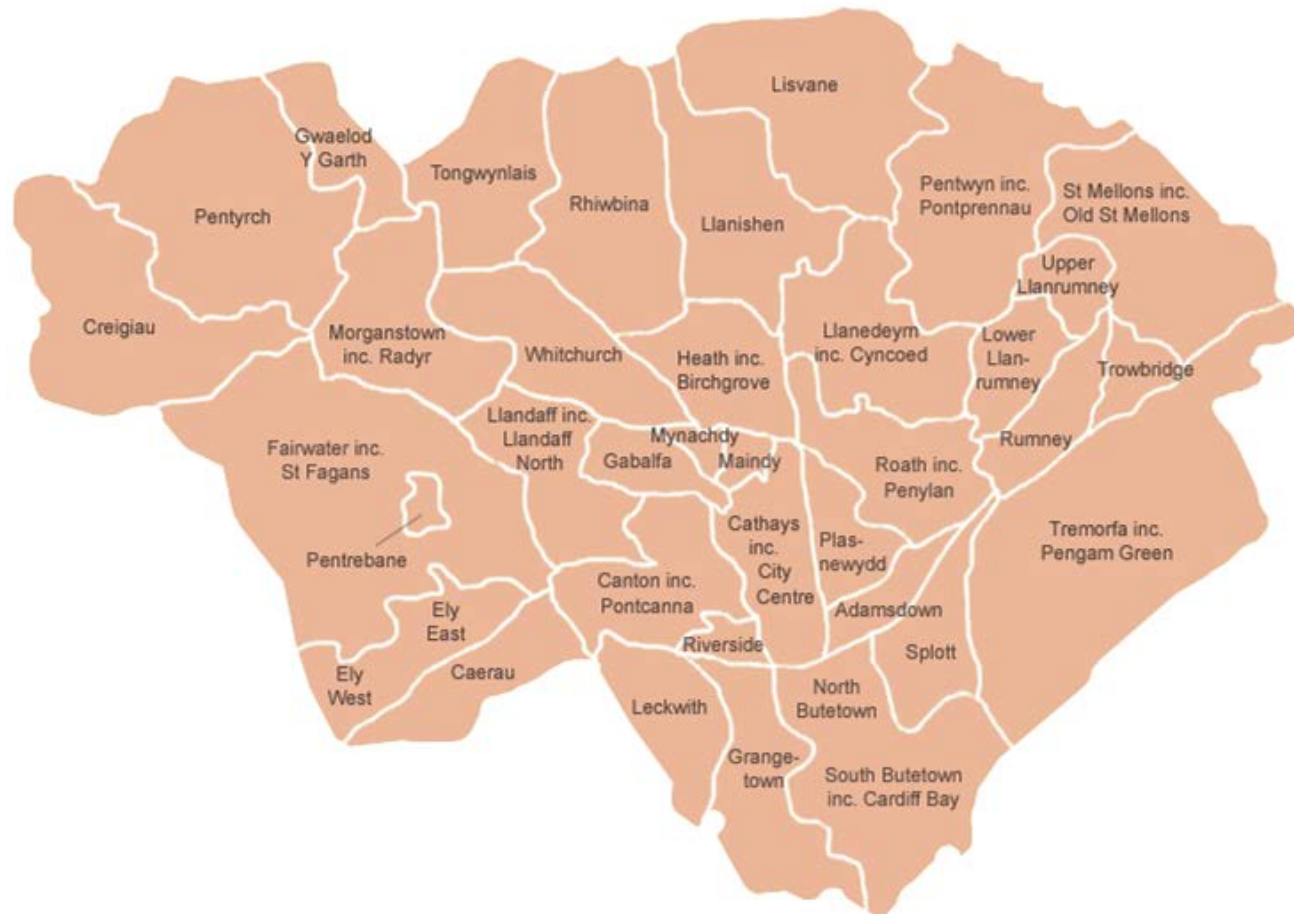 Lisvane
Gwaelod
Y Garth
Tongwynlais
Pentyrch
Rhiwbina
Llanishen
Pentwyn inc.
Pontprennau
St Mellons inc.
Old St Mellons
Upper
Llanrumney
Creigiau
Morganstown
inc. Radyr
Whitchurch
Heath inc.
Birchgrove
Llanedeyrn
inc. Cyncoed
Lower
Llan-
rumney
Trowbridge
Fairwater inc.
St Fagans
Llandaff inc.
Llandaff
North
Mynachdy
Gabalfa
Maindy
Rumney
Roath inc.
Penylan
Pentrebane
Cathays
inc.
City
Centre
Plas-
newydd
Tremorfa inc.
Pengam Green
Canton inc.
Pontcanna
Ely
East
Adamsdown
Riverside
Splott
Ely
West
Caerau
Leckwith
North
Butetown
Grange-
town
South Butetown
inc. Cardiff Bay